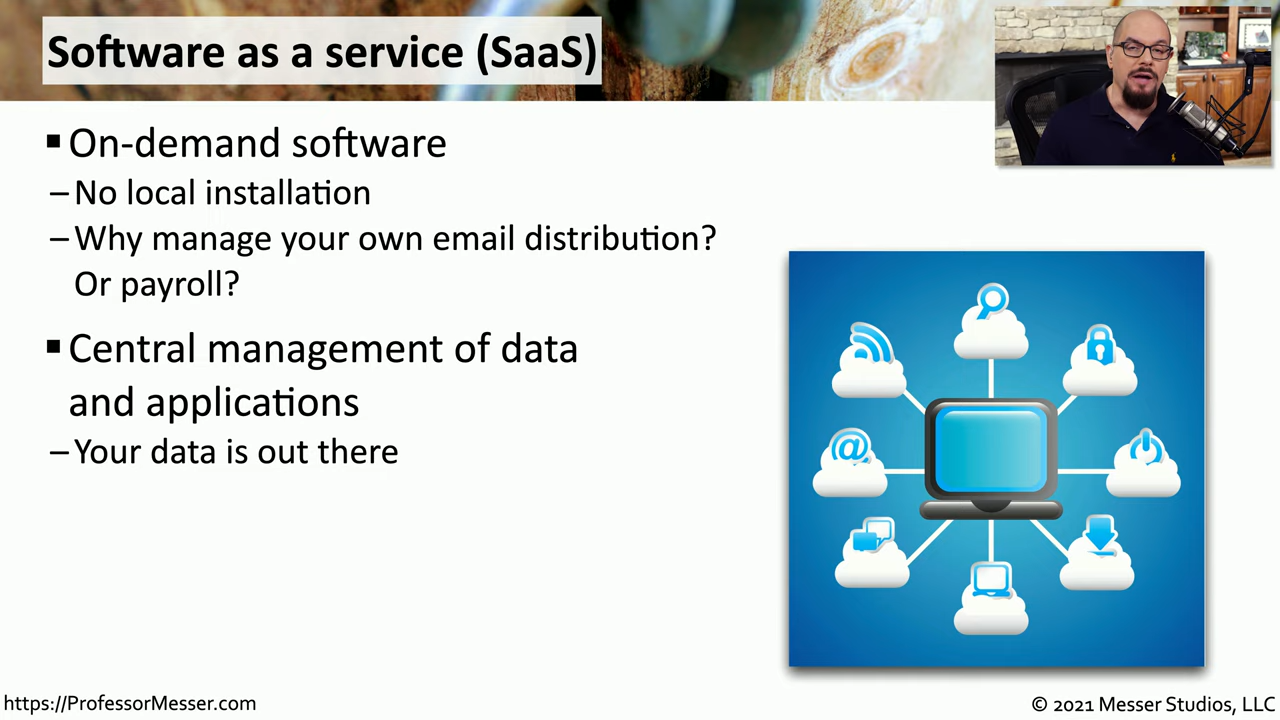 Software as a service (SaaS)
▪ On-demand software
– No local installation
– Why manage your own email distribution?
Or payroll?
▪ Central management of data
and applications
– Your data is out there
@
https://ProfessorMesser.com
© 2021 Messer Studios, LLC